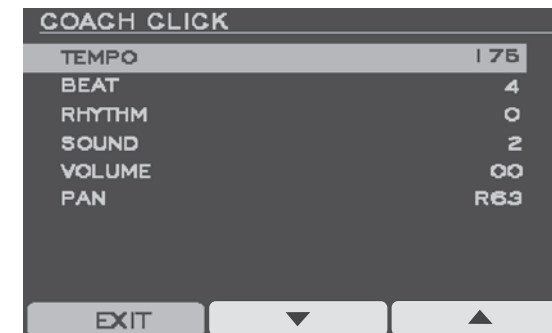 COACH CLICK
TEMPO 175
BEAT 4
RHYTHM 0
SOUND 2
VOLUME 00
PAN R63
EXIT